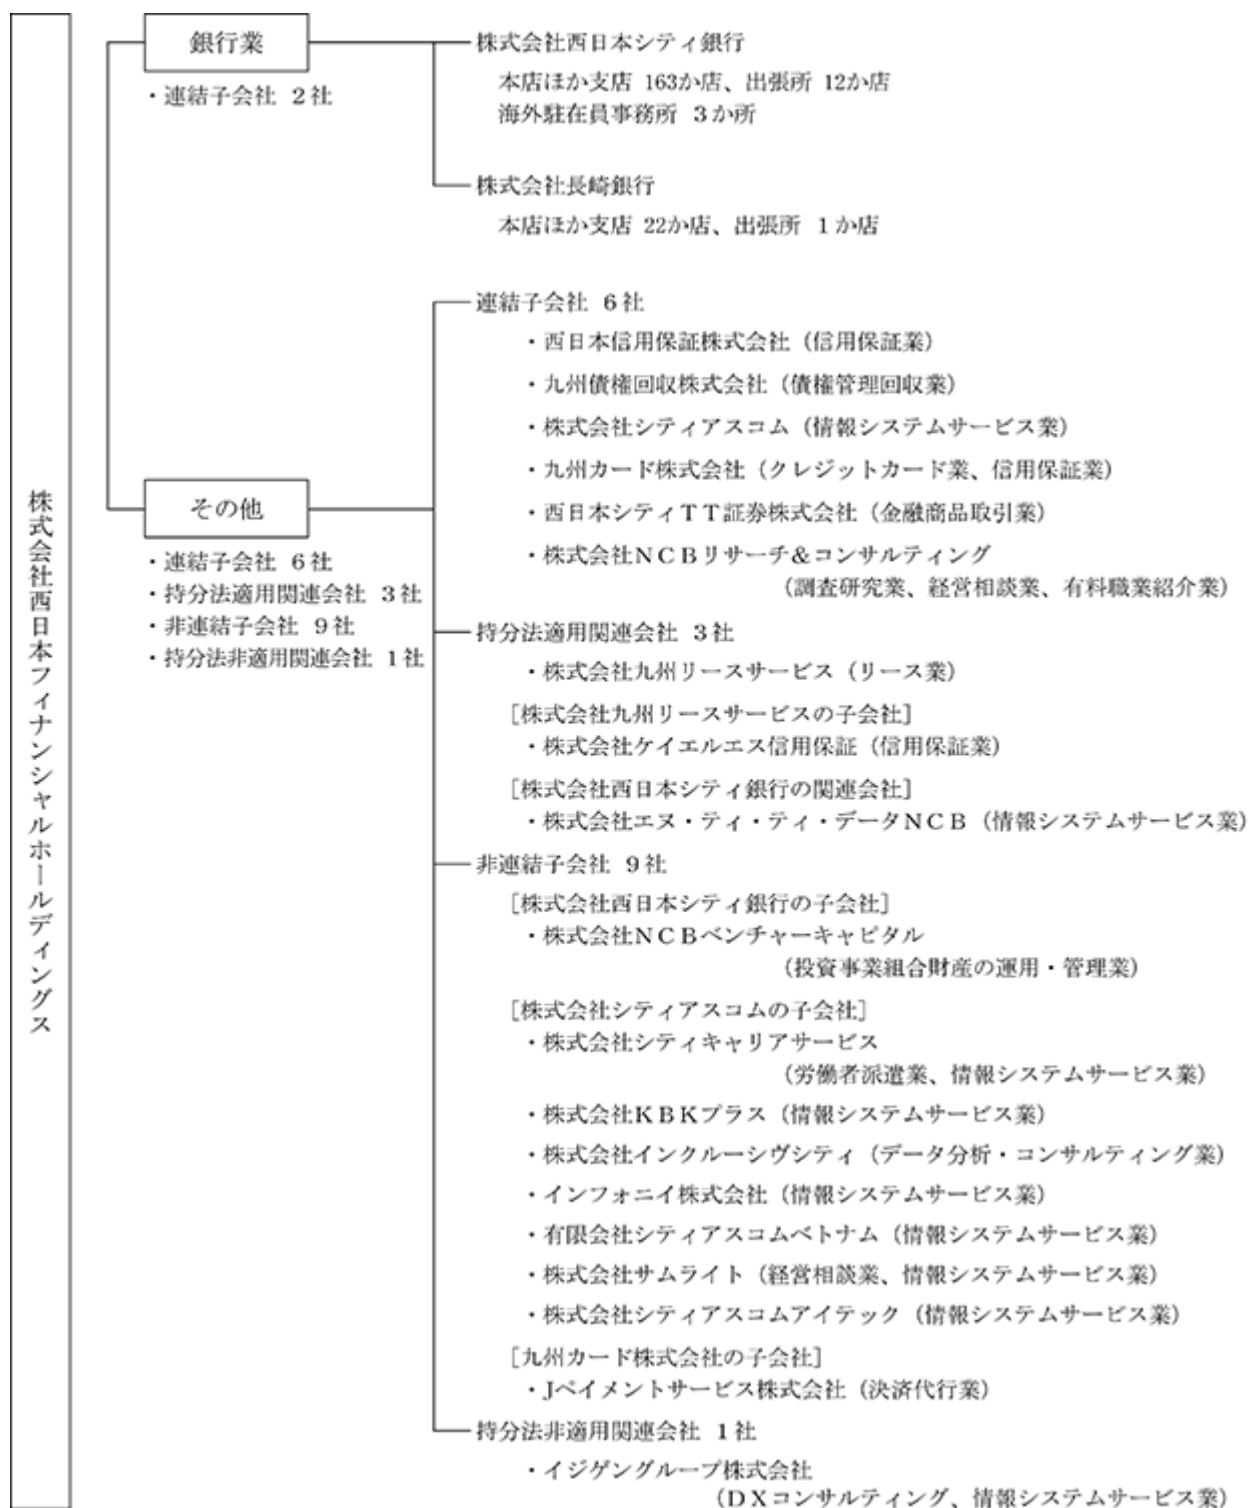 株式会社西日本フィナンシャルホールディングス
銀行業
・連結子会社 2社
株式会社西日本シティ銀行
本店ほか支店 163か店、出張所 12か店
海外駐在員事務所 3か所
株式会社長崎銀行
本店ほか支店 22か店、出張所 1か店
その他
・連結子会社 6社
・持分法適用関連会社 3社
・非連結子会社 9社
・持分法非適用関連会社 1社
連結子会社 6社
・西日本信用保証株式会社（信用保証業）
・九州債権回収株式会社（債権管理回収業）
・株式会社シティアスコム（情報システムサービス業）
・九州カード株式会社（クレジットカード業、信用保証業）
・西日本シティＴＴ証券株式会社（金融商品取引業）
・株式会社ＮＣＢリサーチ＆コンサルティング
（調査研究業、経営相談業、有料職業紹介業）
持分法適用関連会社 3社
・株式会社九州リースサービス（リース業）
［株式会社九州リースサービスの子会社］
・株式会社ケイエルエス信用保証（信用保証業）
［株式会社西日本シティ銀行の関連会社］
・株式会社エヌ・ティ・ティ・データＮＣＢ（情報システムサービス業）
非連結子会社 9社
［株式会社西日本シティ銀行の子会社］
・株式会社ＮＣＢベンチャーキャピタル
（投資事業組合財産の運用・管理業）
［株式会社シティアスコムの子会社］
・株式会社シティキャリアサービス
（労働者派遣業、情報システムサービス業）
・株式会社ＫＢＫプラス（情報システムサービス業）
・株式会社インクルーシヴシティ（データ分析・コンサルティング業）
・インフォニイ株式会社（情報システムサービス業）
・有限会社シティアスコムベトナム（情報システムサービス業）
・株式会社サムライト（経営相談業、情報システムサービス業）
・株式会社シティアスコムアイテック（情報システムサービス業）
［九州カード株式会社の子会社］
・Jペイメントサービス株式会社（決済代行業）
持分法非適用関連会社 1社
・イジゲングループ株式会社
（ＤＸコンサルティング、情報システムサービス業）